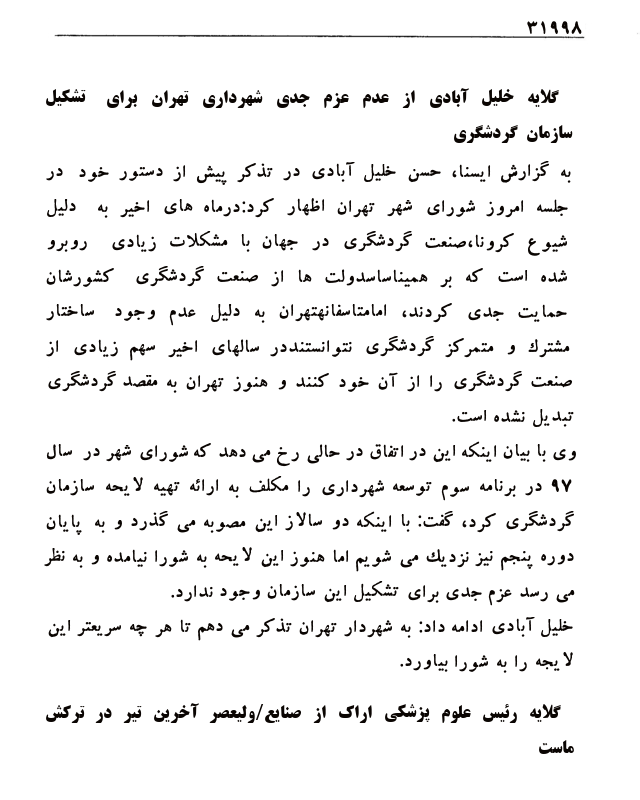 ۳۱۹۹۸
گلایه خلیل آبادی از عدم عزم جدی شهرداری تهران برای تشکیل
سازمان گردشگری
به گزارش ایسنا، حسن خلیل آبادی در تذکر پیش از دستور خود در
جلسه امروز شورای شهر تهران اظهار کرد:درماه های اخیر به دلیل
شیوع کرونا،صنعت گردشگری در جهان با مشکلات زیادی روبرو
شده است که بر همیناساسدولت ها از صنعت گردشگری کشورشان
حمایت جدی کردند، امامتاسفانهتهران به دلیل عدم وجود ساختار
مشترك و متمرکز گردشگری نتوانستنددر سالهای اخیر سهم زیادی از
صنعت گردشگری را از آن خود کنند و هنوز تهران به مقصد گردشگری
تبدیل نشده است.
وی با بیان اینکه این در اتفاق در حالی رخ می دهد که شورای شهر در سال
۹۷ در برنامه سوم توسعه شهرداری را مکلف به ارائه تهیه لایحه سازمان
گردشگری کرد، گفت: با اینکه دو سالاز این مصوبه می گذرد و به پایان
دوره پنجم نیز نزدیك می شویم اما هنوز این لایحه به شورا نیامده و به نظر
می رسد عزم جدی برای تشکیل این سازمان وجود ندارد.
خلیل آبادی ادامه داد: به شهردار تهران تذکر می دهم تا هر چه سریعتر این
لایجه را به شورا بیاورد.
گلایه رئیس علوم پزشکی اراک از صنایع/ولیعصر آخرین تیر در ترکش
ماست